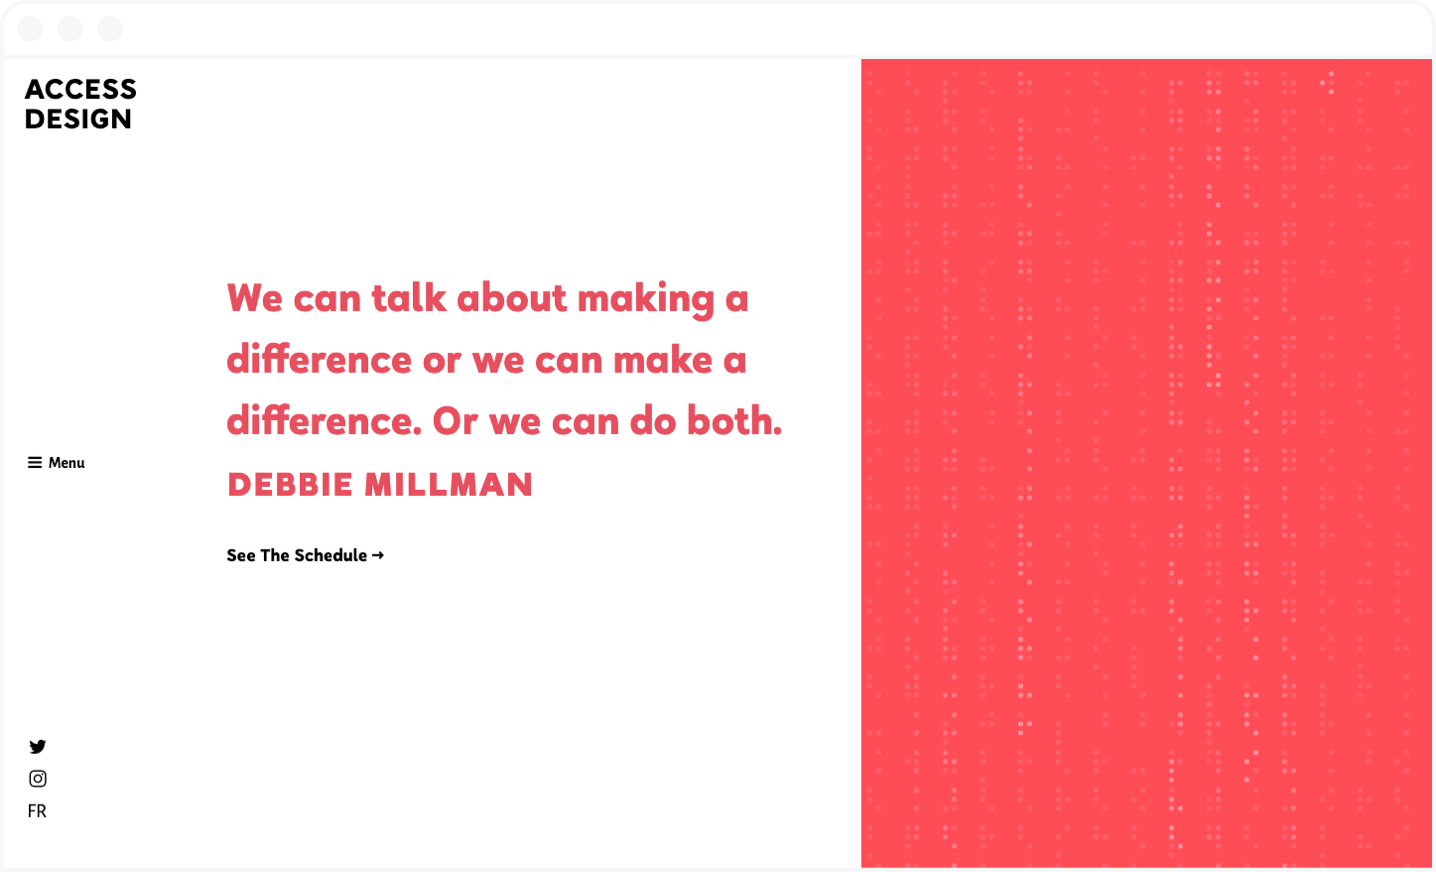 ACCESS
DESIGN
We can talk about making a
difference or we can make a
difference. Or we can do both.
DEBBIE MILLMAN
Menu
See The Schedule →
FR